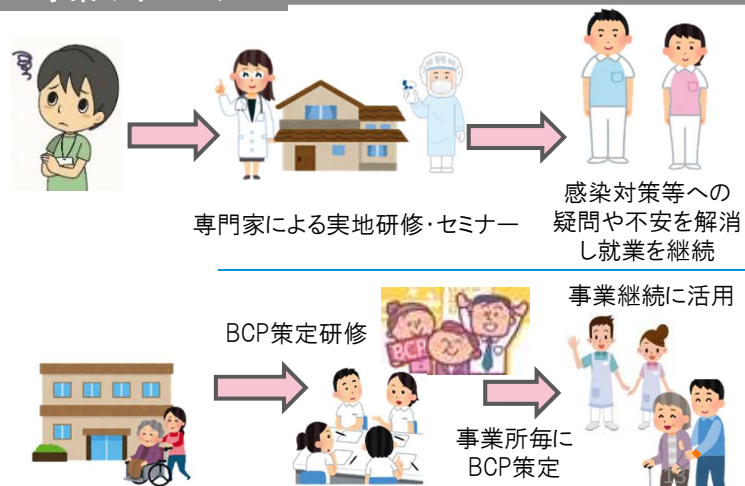 専門家による実地研修・セミナー
感染対策等への
疑問や不安を解消
し就業を継続
事業継続に活用
BCP策定研修
BCP
事業所毎に
BCP策定
13